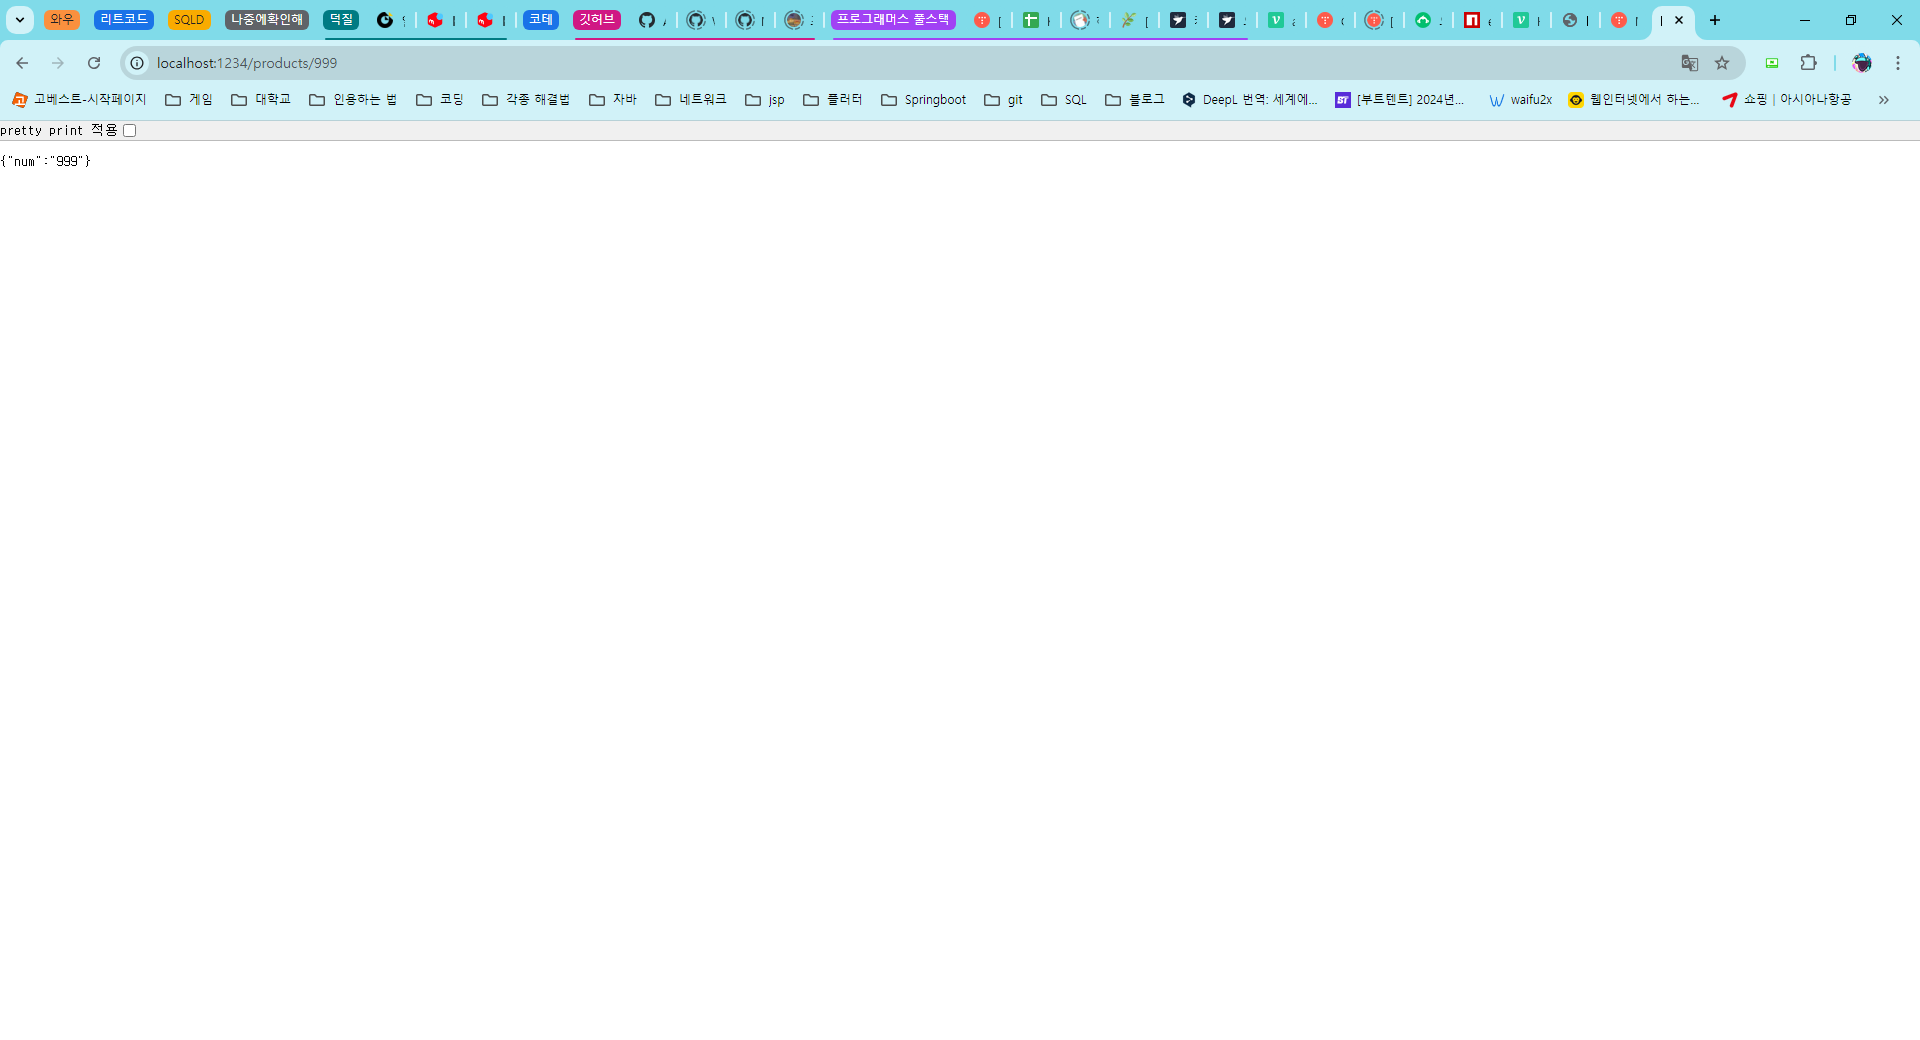 와우 리트코드 SQLD 나중에확인해 덕질 코테 깃허브 프로그래머스 풀스택
localhost:1234/products/999
고베스트-시작페이지 게임 대학교 인용하는 법 코딩 각종 해결법 자바 네트워크 jsp 플러터 Springboot git SQL 블로그 DeepL 번역: 세계에... [부트텐트] 2024년... waifu2x 웹인터넷에서 하는... 쇼핑 | 아시아나항공
pretty print 적용
{"num":"999"}